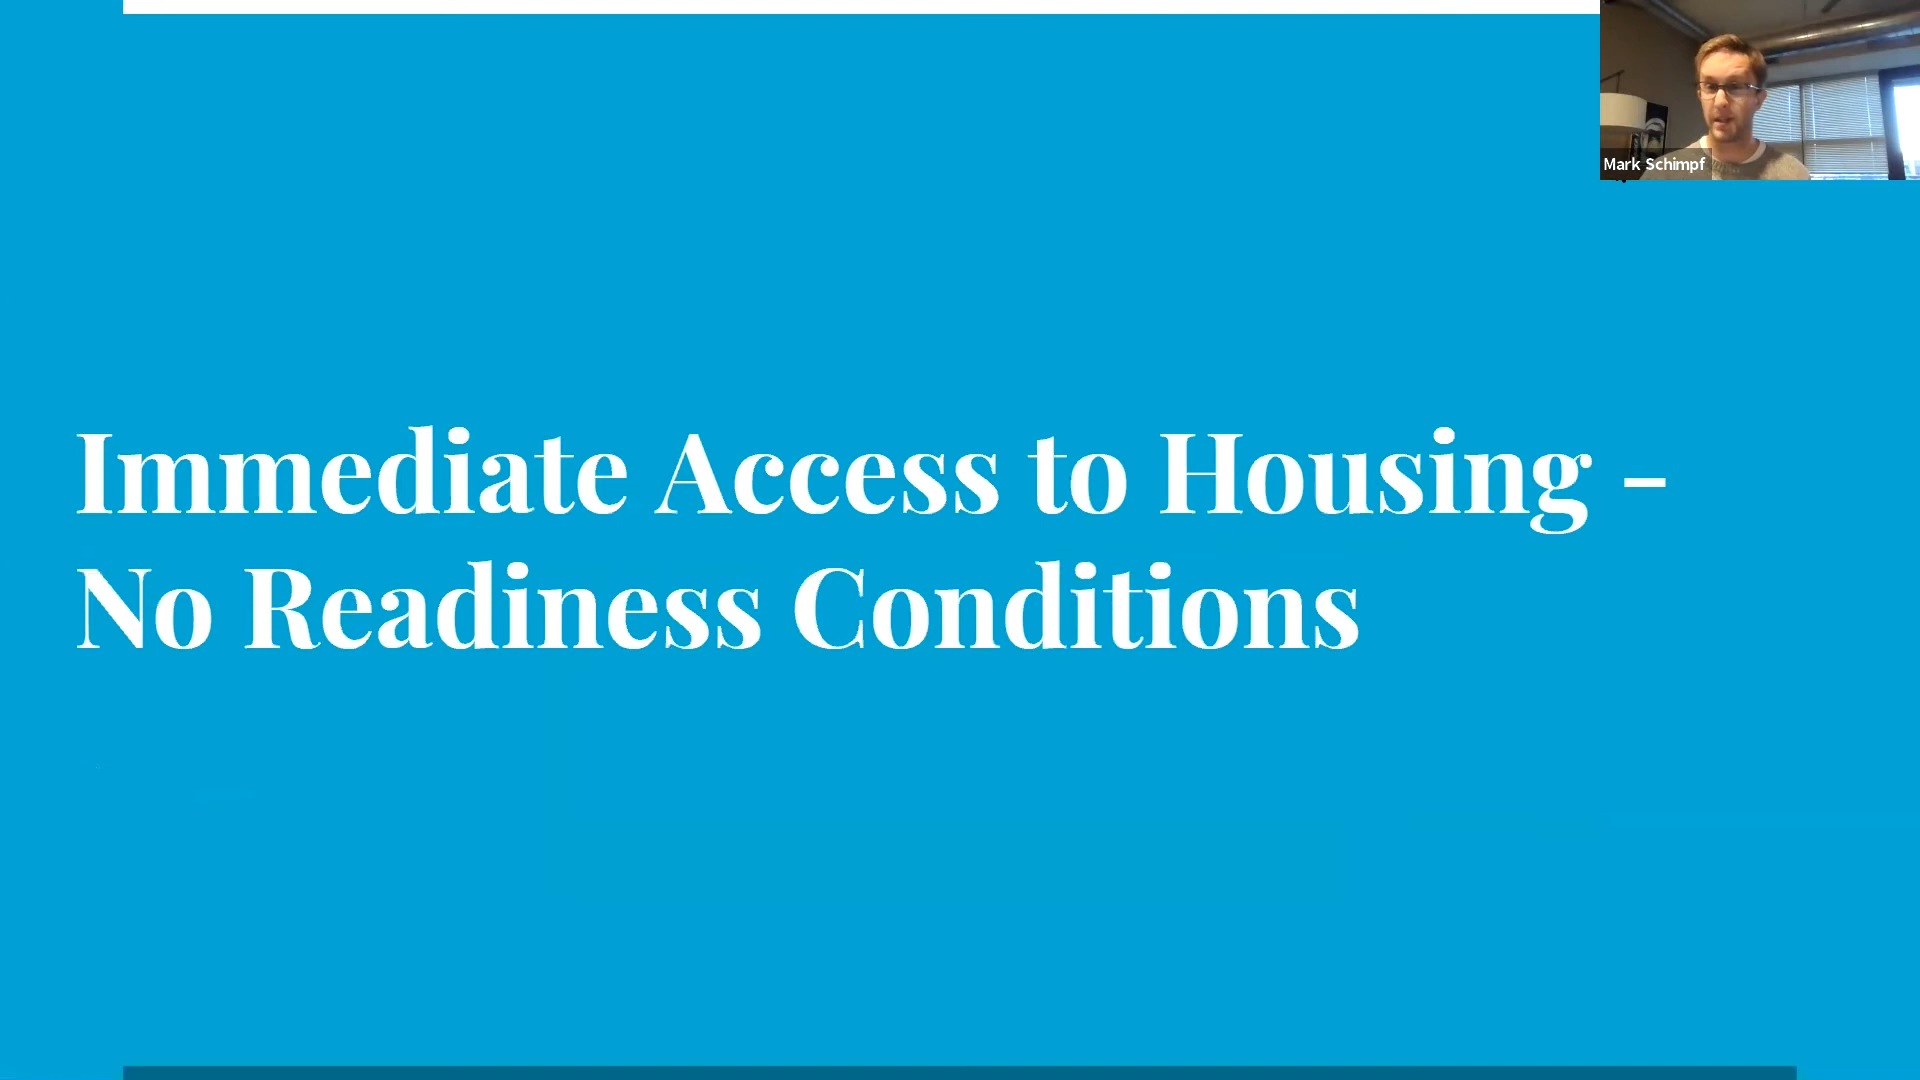 Mark Schimpf
Immediate Access to Housing -
No Readiness Conditions